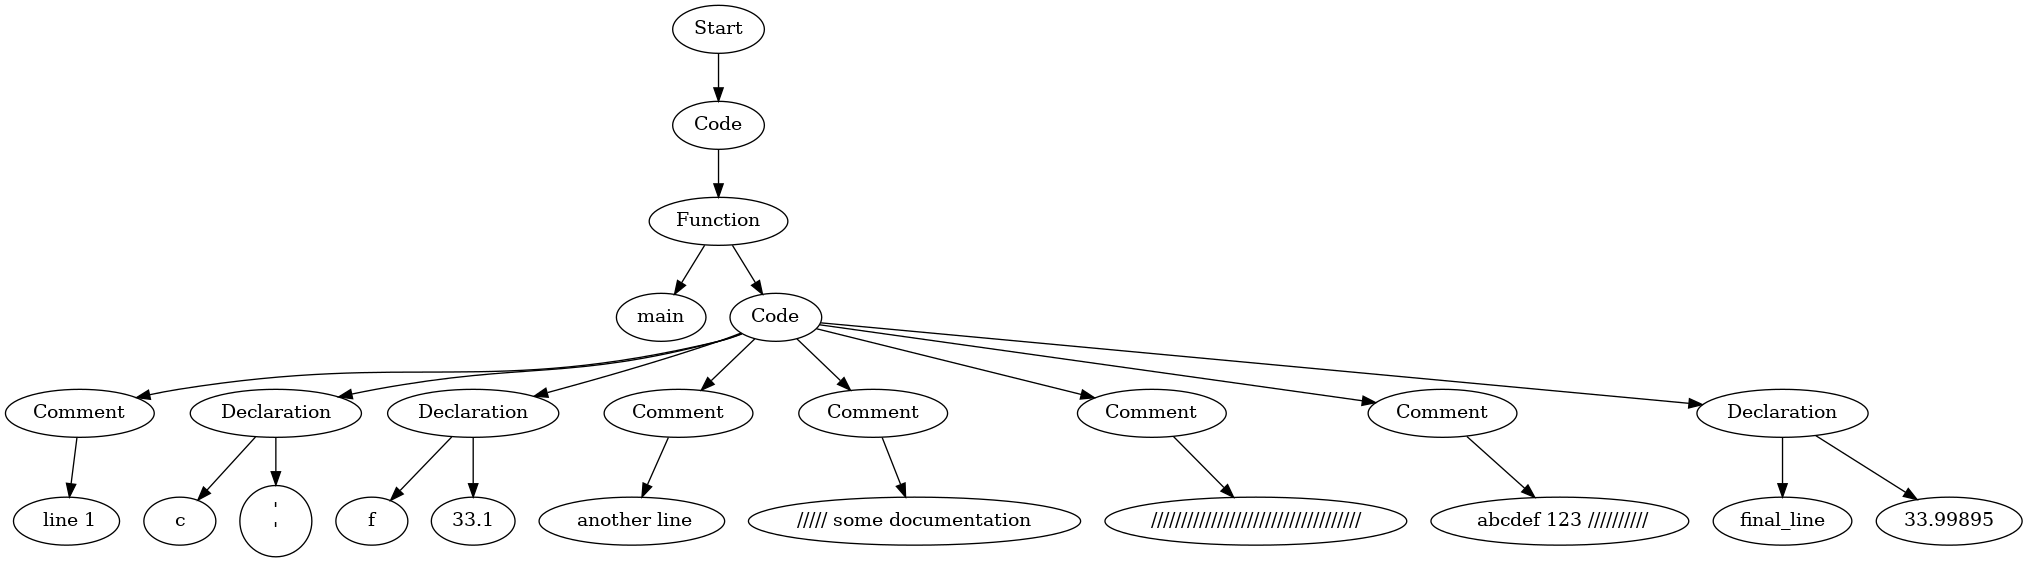 Start
Code
Function
main
Code
Comment
Declaration
Declaration
Comment
Comment
Comment
Comment
Declaration
line 1
c
'
'
f
33.1
another line
///// some documentation
///////////////////////////////////
abcdef 123 //////////
final_line
33.99895